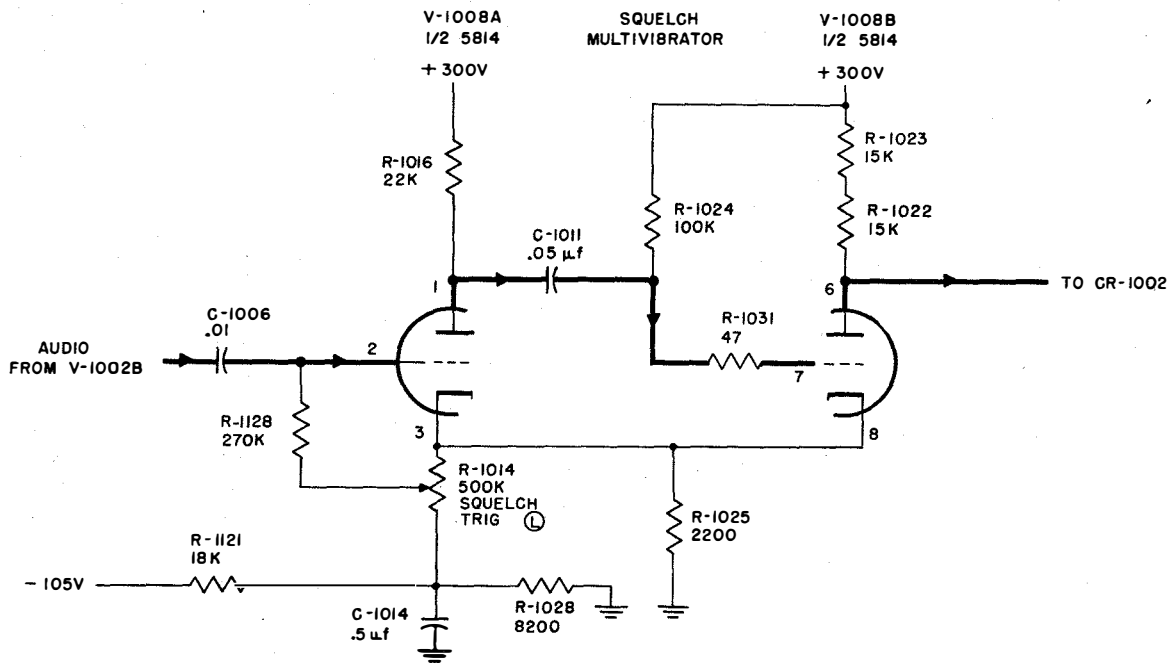 V-1008A
1/2 5814
+300V
SQUELCH
MULTIVIBRATOR
V-1008B
1/2 5814
+300V
R-1016
22K
R-1023
15K
R-1024
100K
R-1022
15K
C-1011
.05 µf
1
6
TO CR-1002
C-1006
.01
R-1031
47
AUDIO
FROM V-1002B
2
7
R-1128
270K
3
8
R-1014
500K
SQUELCH
TRIG L
R-1025
2200
R-1121
18K
-105V
R-1028
8200
C-1014
.5 µf